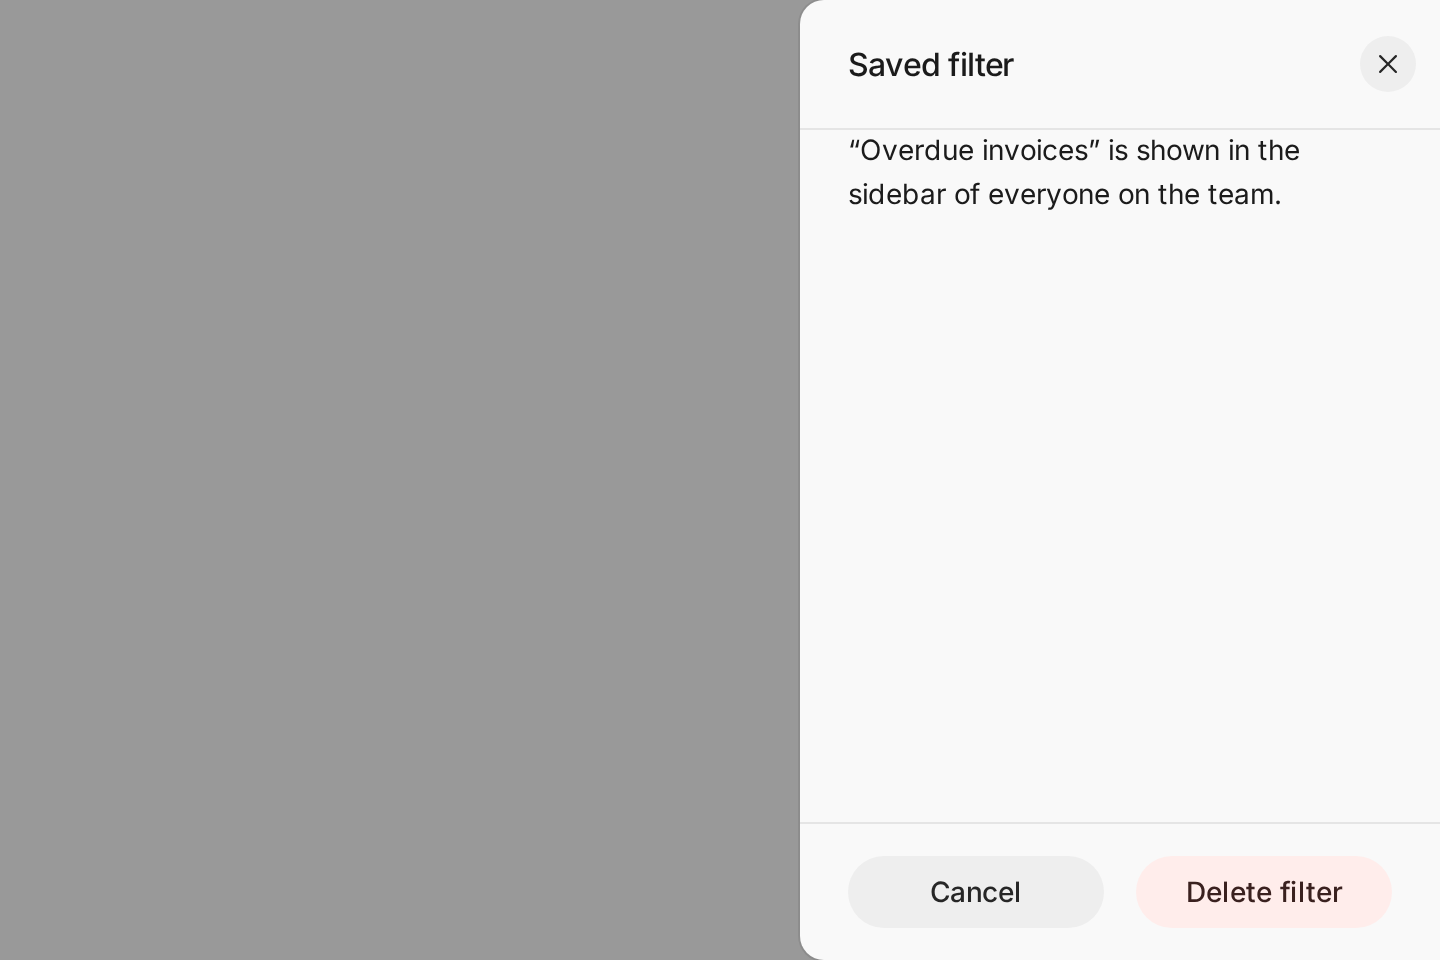 Saved filter
“Overdue invoices” is shown in the
sidebar of everyone on the team.
Cancel
Delete filter